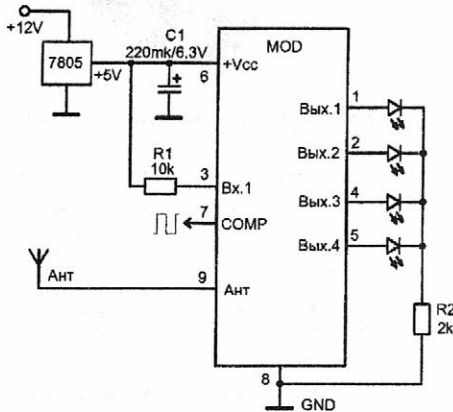 +12V
7805
+5V
C1
220mk/6,3V
6
+Vcc
MOD
R1
10k
3
Вх.1
7
COMP
Ант
9
Ант
Вых.1
1
Вых.2
2
Вых.3
4
Вых.4
5
R2
2k
8
GND